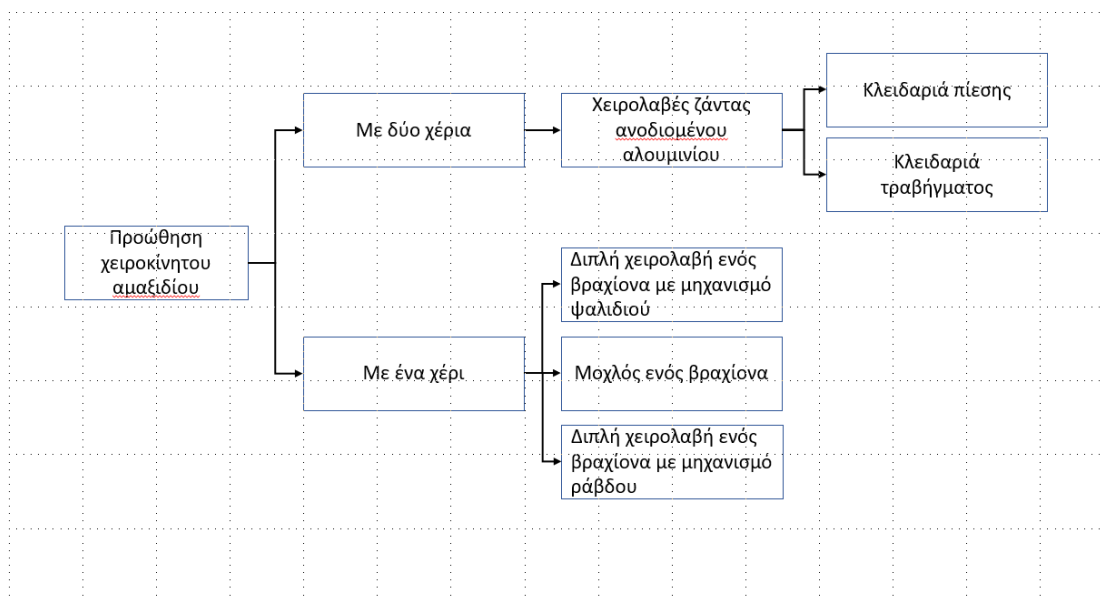 Κλειδαριά πίεσης
Με δύο χέρια
Χειρολαβές ζάντας
ανοδιομένου
αλουμινίου
Κλειδαριά
τραβήγματος
Προώθηση
χειροκίνητου
αμαξιδίου
Διπλή χειρολαβή ενός
βραχίονα με μηχανισμό
ψαλιδιού
Με ένα χέρι
Μοχλός ενός βραχίονα
Διπλή χειρολαβή ενός
βραχίονα με μηχανισμό
ράβδου